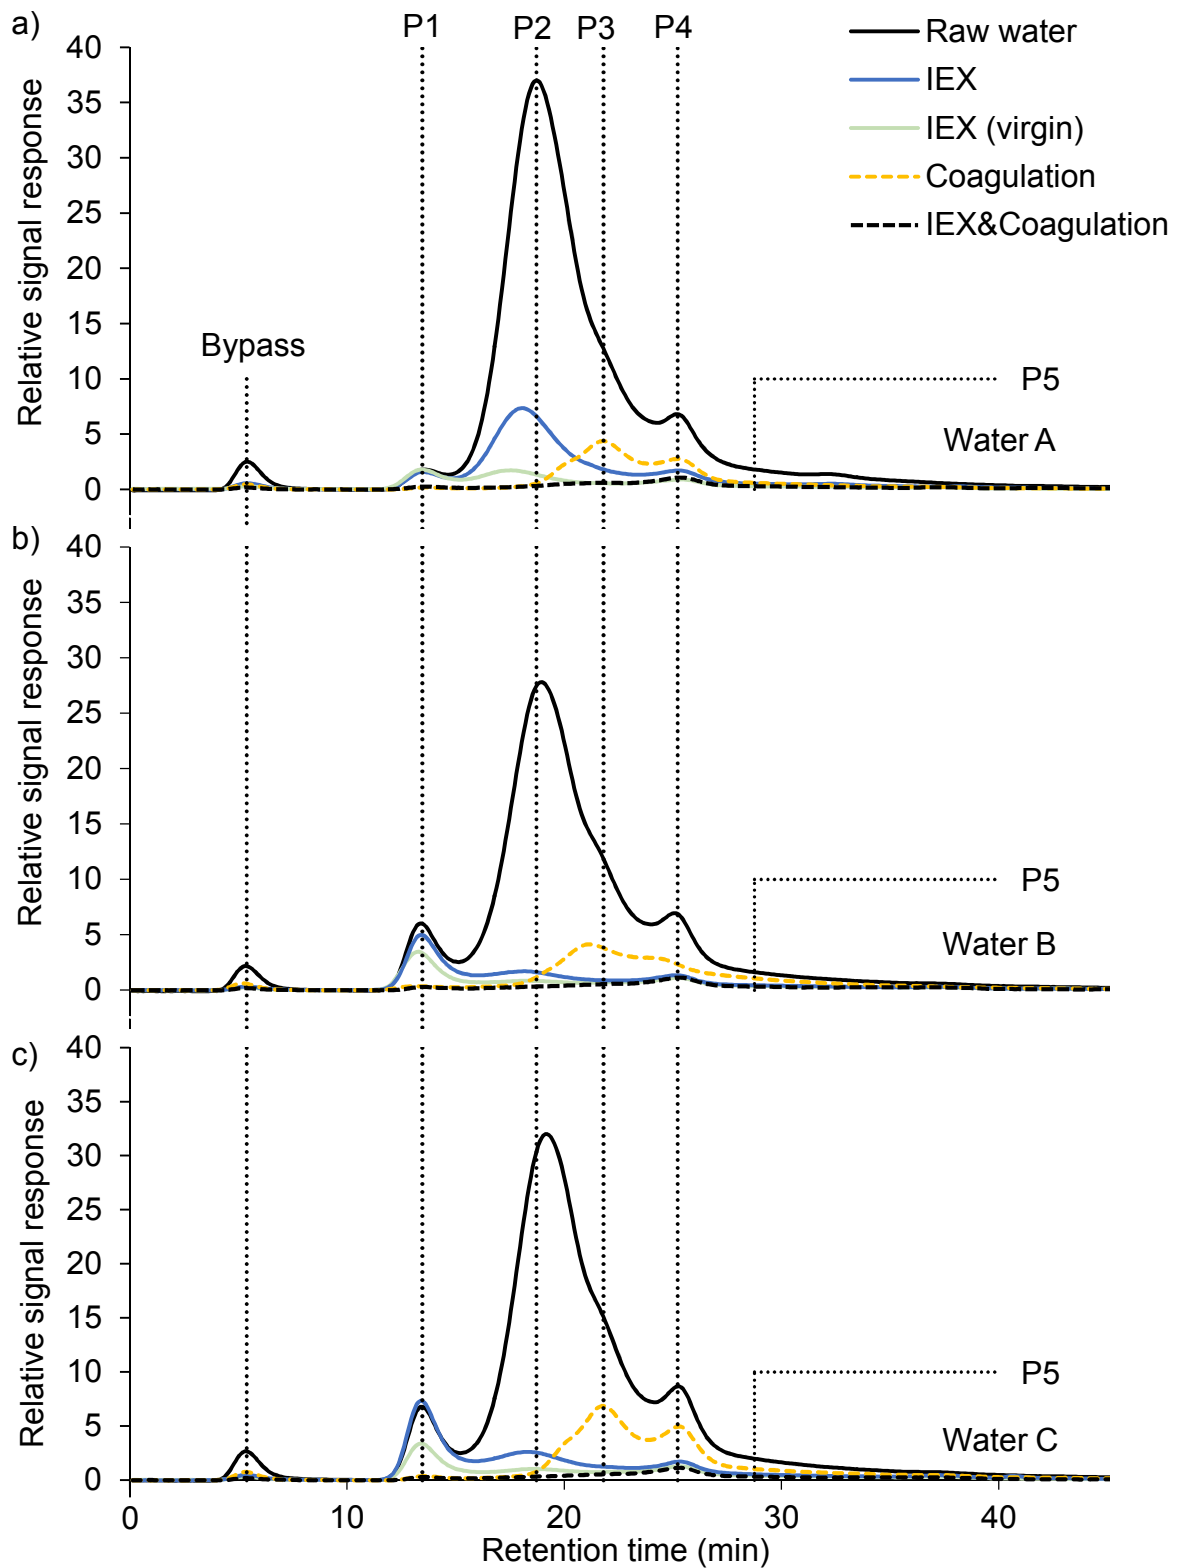 a)
P1
P2
P3
P4
Raw water
IEX
IEX (virgin)
Coagulation
IEX&Coagulation
Relative signal response
40
35
30
25
20
15
10
5
0
Bypass
P5
Water A
b)
Relative signal response
40
35
30
25
20
15
10
5
0
P5
Water B
c)
Relative signal response
40
35
30
25
20
15
10
5
0
P5
Water C
0
10
20
30
40
Retention time (min)